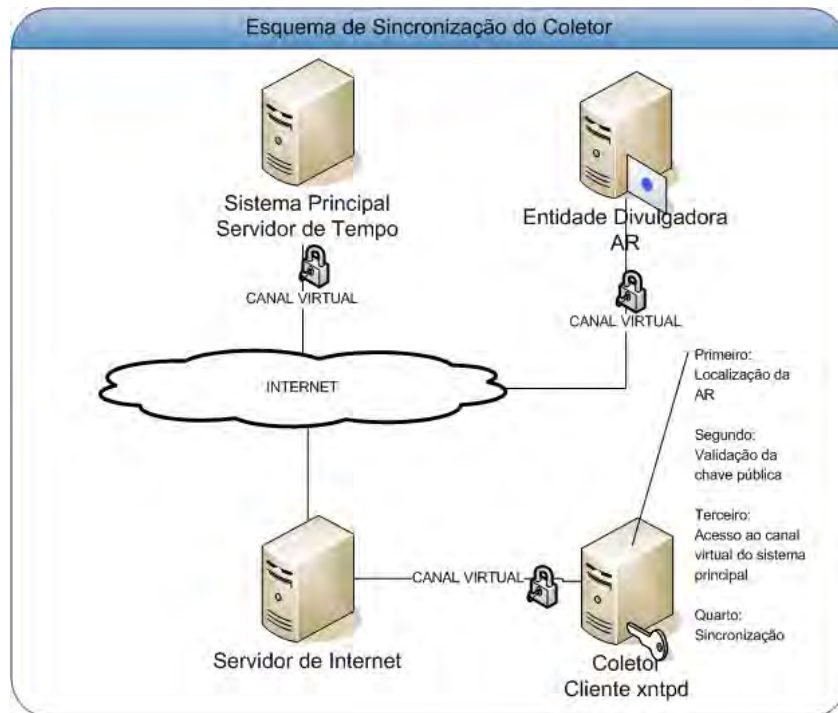 Esquema de Sincronização do Coletor
Sistema Principal
Servidor de Tempo
Entidade Divulgadora
AR
CANAL VIRTUAL
CANAL VIRTUAL
INTERNET
Primeiro:
Localização da
AR
Segundo:
Validação da
chave pública
Terceiro:
Acesso ao canal
virtual do sistema
principal
Quarto:
Sincronização
CANAL VIRTUAL
Servidor de Internet
Coletor
Cliente xntpd